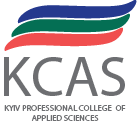 KCAS
KYIV PROFESSIONAL COLLEGE OF
APPLIED SCIENCES